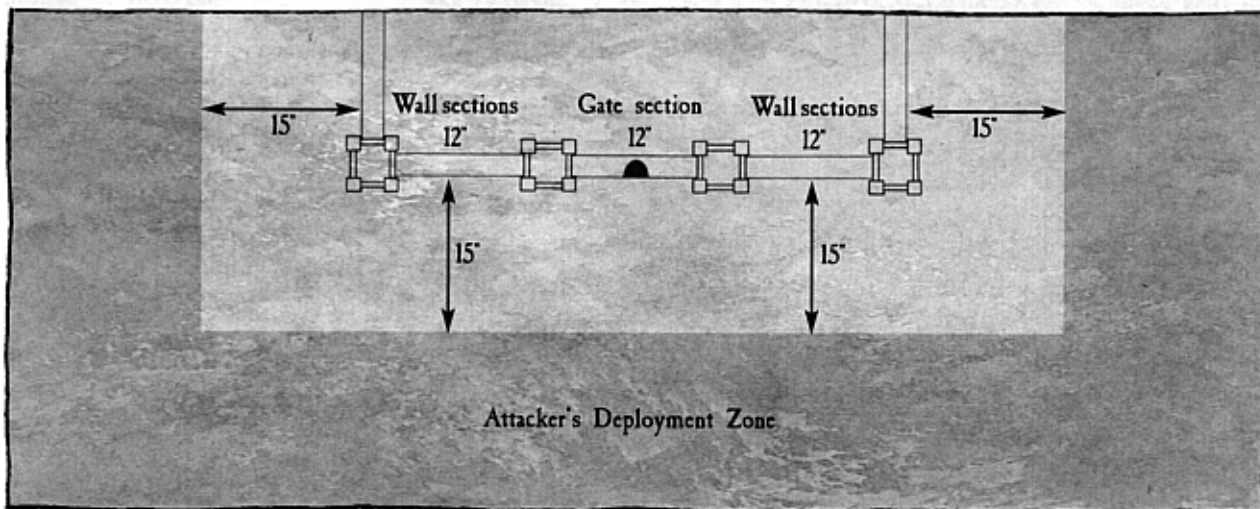 Wall sections
12"
Gate section
12"
Wall sections
12"
15"
15"
15"
15"
Attacker's Deployment Zone